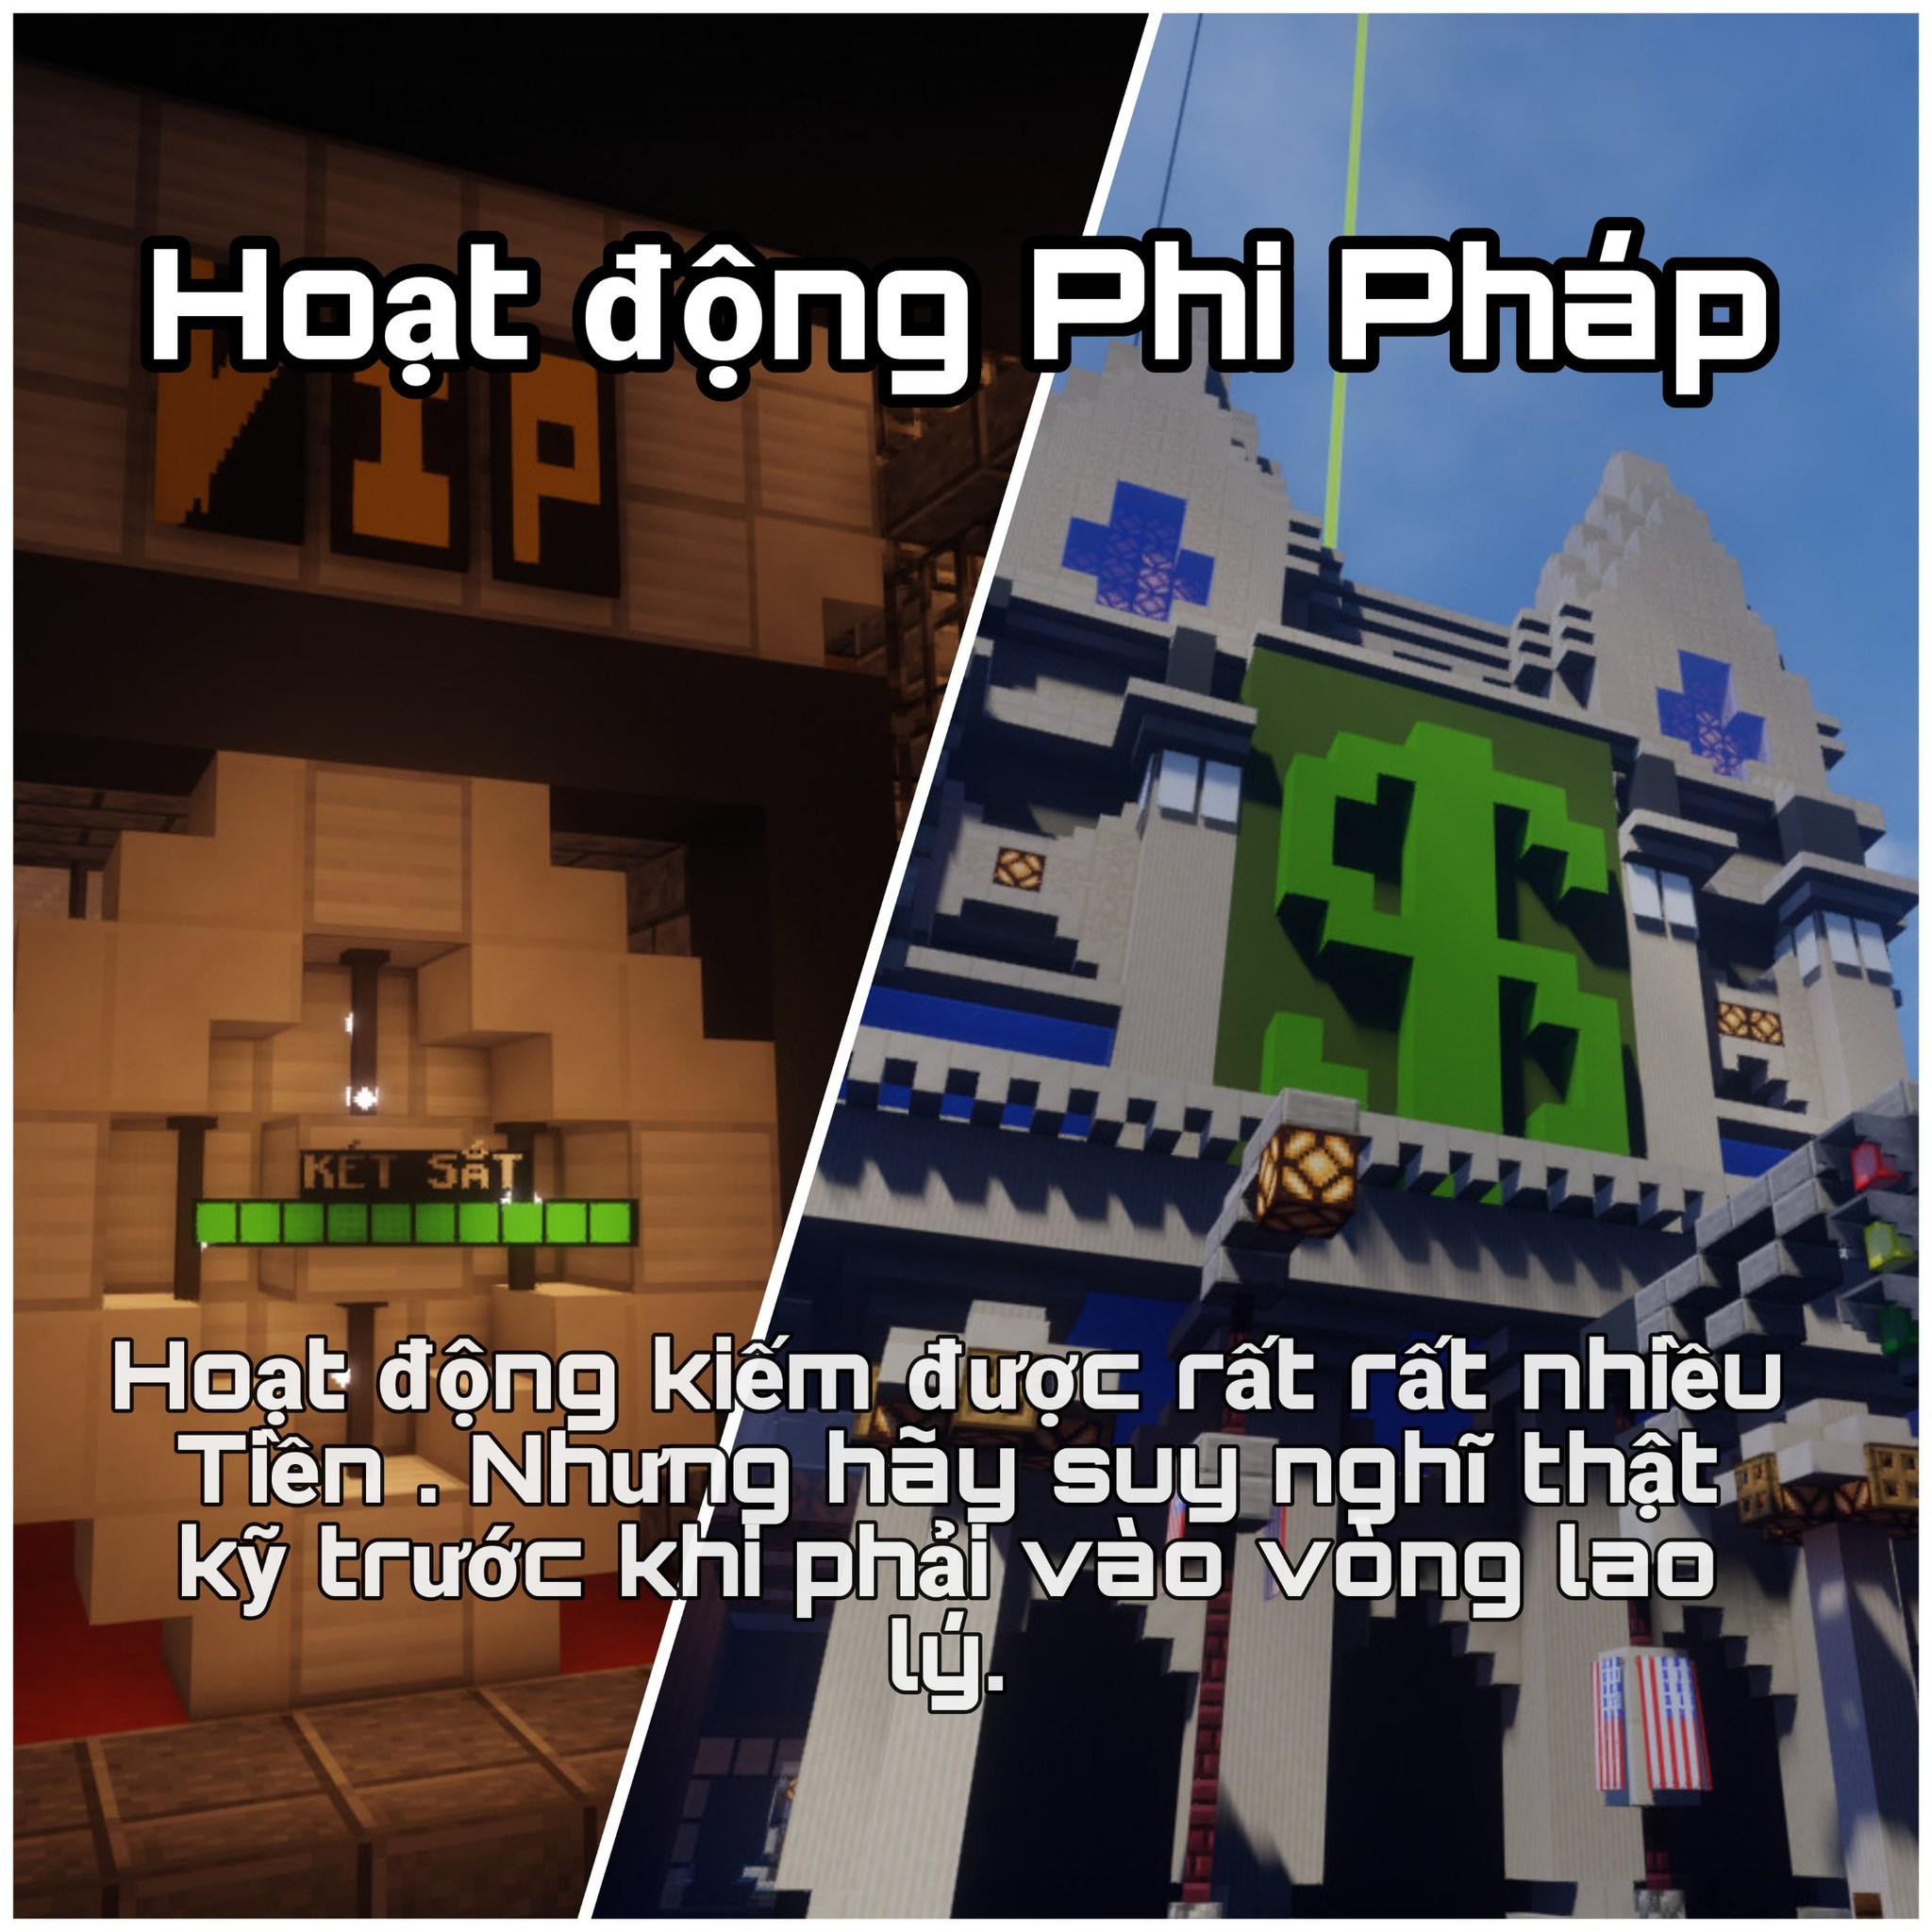 Hoạt động Phi Pháp
VIP
KÉT SẮT
Hoạt động kiếm được rất rất nhiều
Tiền . Nhưng hãy suy nghĩ thật
kỹ trước khi phải vào vòng lao
lý.